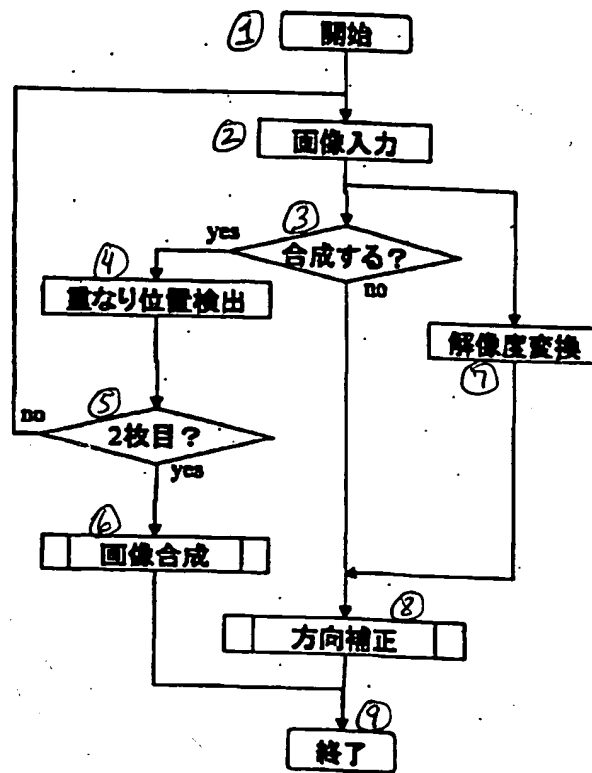 ① 開始
② 画像入力
③
yes
合成する?
no
④
重なり位置検出
解像度変換
⑦
⑤
no
2枚目?
yes
⑥
画像合成
⑧
方向補正
⑨
終了